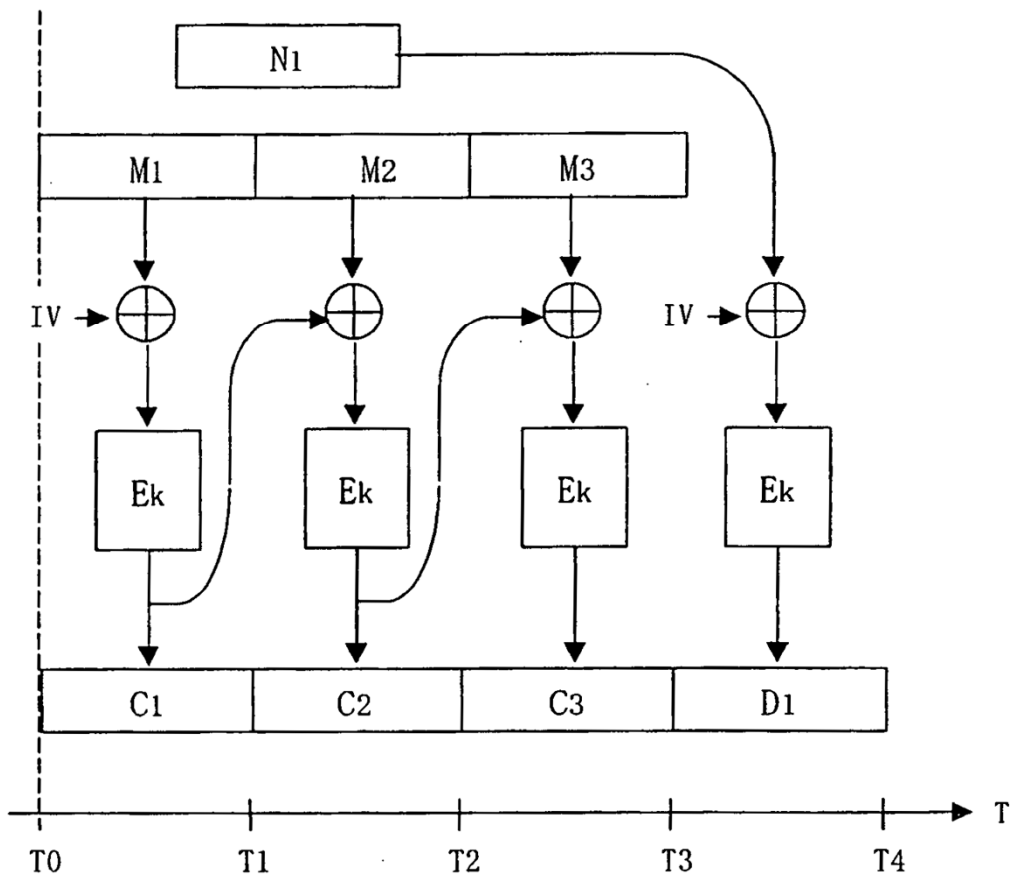 N1
M1 M2 M3
IV IV
Ek Ek Ek Ek
C1 C2 C3 D1
T
T0 T1 T2 T3 T4